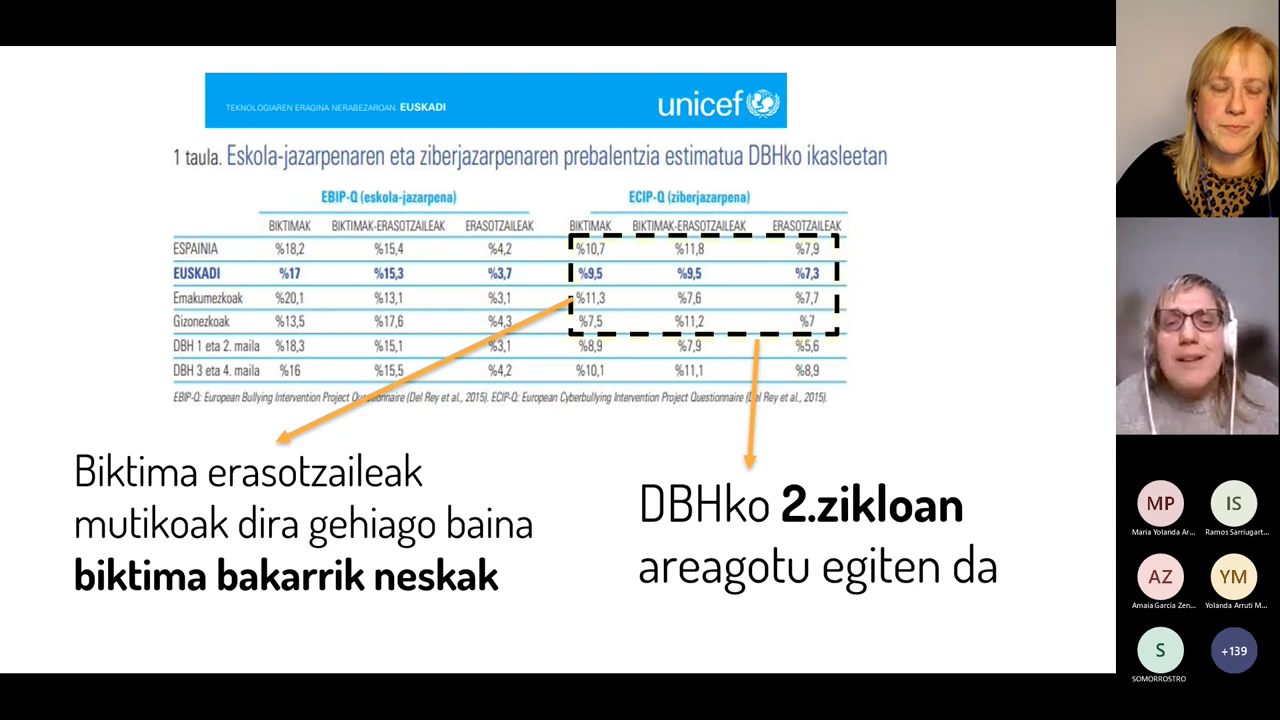 TEKNOLOGIAREN ERAGINA NERABEZAROAN. EUSKADI
unicef
1 taula. Eskola-jazarpenaren eta ziberjazarpenaren prebalentzia estimatua DBHko ikasleetan
EBIP-Q (eskola-jazarpena) ECIP-Q (ziberjazarpena)
BIKTIMAK BIKTIMAK-ERASOTZAILEAK ERASOTZAILEAK BIKTIMAK BIKTIMAK-ERASOTZAILEAK ERASOTZAILEAK
ESPAINIA %18,2 %15,4 %4,2 %10,7 %11,8 %7,9
EUSKADI %17 %15,3 %3,7 %9,5 %9,5 %7,3
Emakumezkoak %20,1 %13,1 %3,1 %11,3 %7,6 %7,7
Gizonezkoak %13,5 %17,6 %4,3 %7,5 %11,2 %7
DBH 1 eta 2. maila %18,3 %15,1 %3,1 %8,9 %7,9 %5,6
DBH 3 eta 4. maila %16 %15,5 %4,2 %10,1 %11,1 %8,9
EBIP-Q: European Bullying Intervention Project Questionnaire (Del Rey et al., 2015). ECIP-Q: European Cyberbullying Intervention Project Questionnaire (Del Rey et al., 2015).
Biktima erasotzaileak
mutikoak dira gehiago baina
biktima bakarrik neskak
DBHko 2.zikloan
areagotu egiten da
MP IS
Maria Yolanda Ar... Ramos Sarriugart...
AZ YM
Amaia Garcia Zen... Yolanda Arruti M...
S +139
SOMORROSTRO